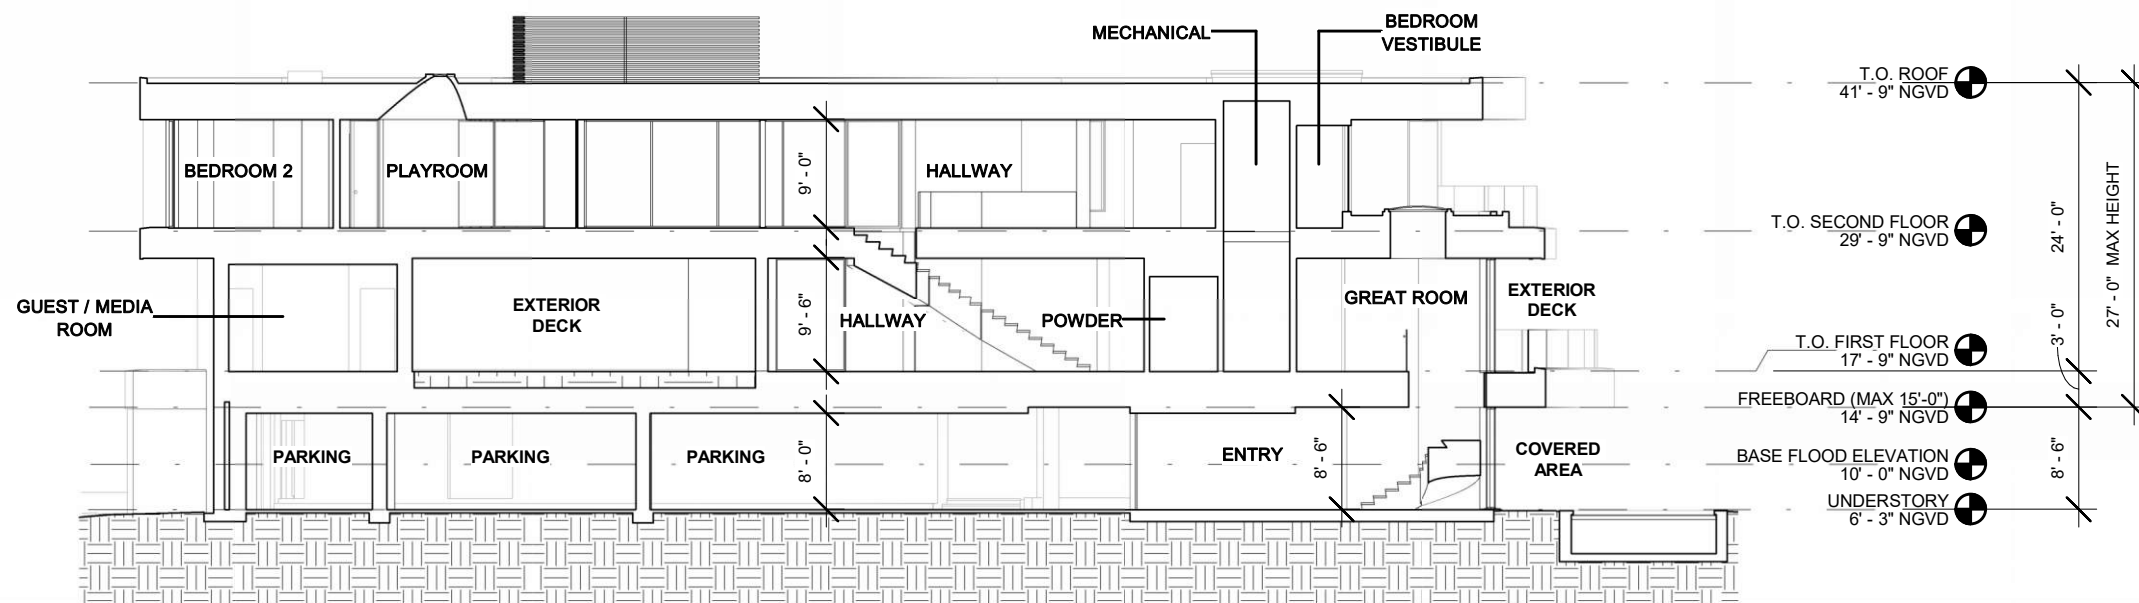 MECHANICAL
BEDROOM
VESTIBULE
T.O. ROOF
41' - 9" NGVD
BEDROOM 2
PLAYROOM
9' - 0"
HALLWAY
T.O. SECOND FLOOR
29' - 9" NGVD
24' - 0"
27' - 0" MAX HEIGHT
GUEST / MEDIA
ROOM
EXTERIOR
DECK
9' - 6"
HALLWAY
POWDER
GREAT ROOM
EXTERIOR
DECK
T.O. FIRST FLOOR
17' - 9" NGVD
3' - 0"
FREEBOARD (MAX 15'-0")
14' - 9" NGVD
PARKING
PARKING
PARKING
8' - 0"
ENTRY
8' - 6"
COVERED
AREA
BASE FLOOD ELEVATION
10' - 0" NGVD
8' - 6"
UNDERSTORY
6' - 3" NGVD